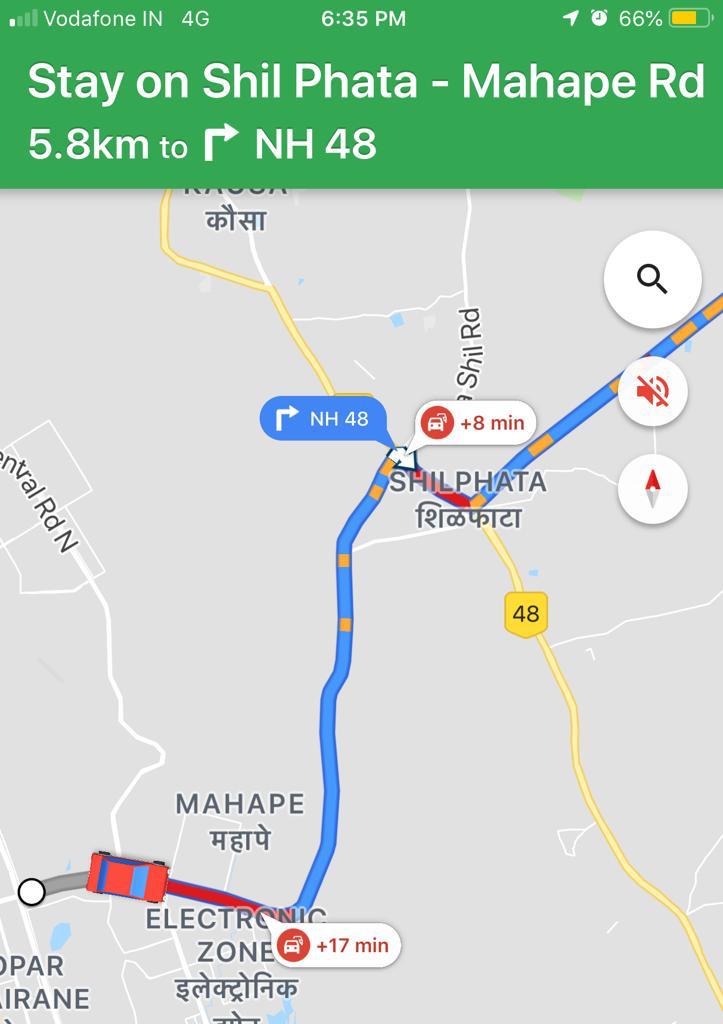 Vodafone IN 4G 6:35 PM 66%
Stay on Shil Phata - Mahape Rd
5.8km to NH 48
KAUSA
कौसा
Shil Rd
NH 48
+8 min
SHILPHATA
शिळफाटा
entral Rd N
48
MAHAPE
महापे
ELECTRONIC
ZONE
+17 min
इलेक्ट्रॉनिक
OPAR
AIRANE